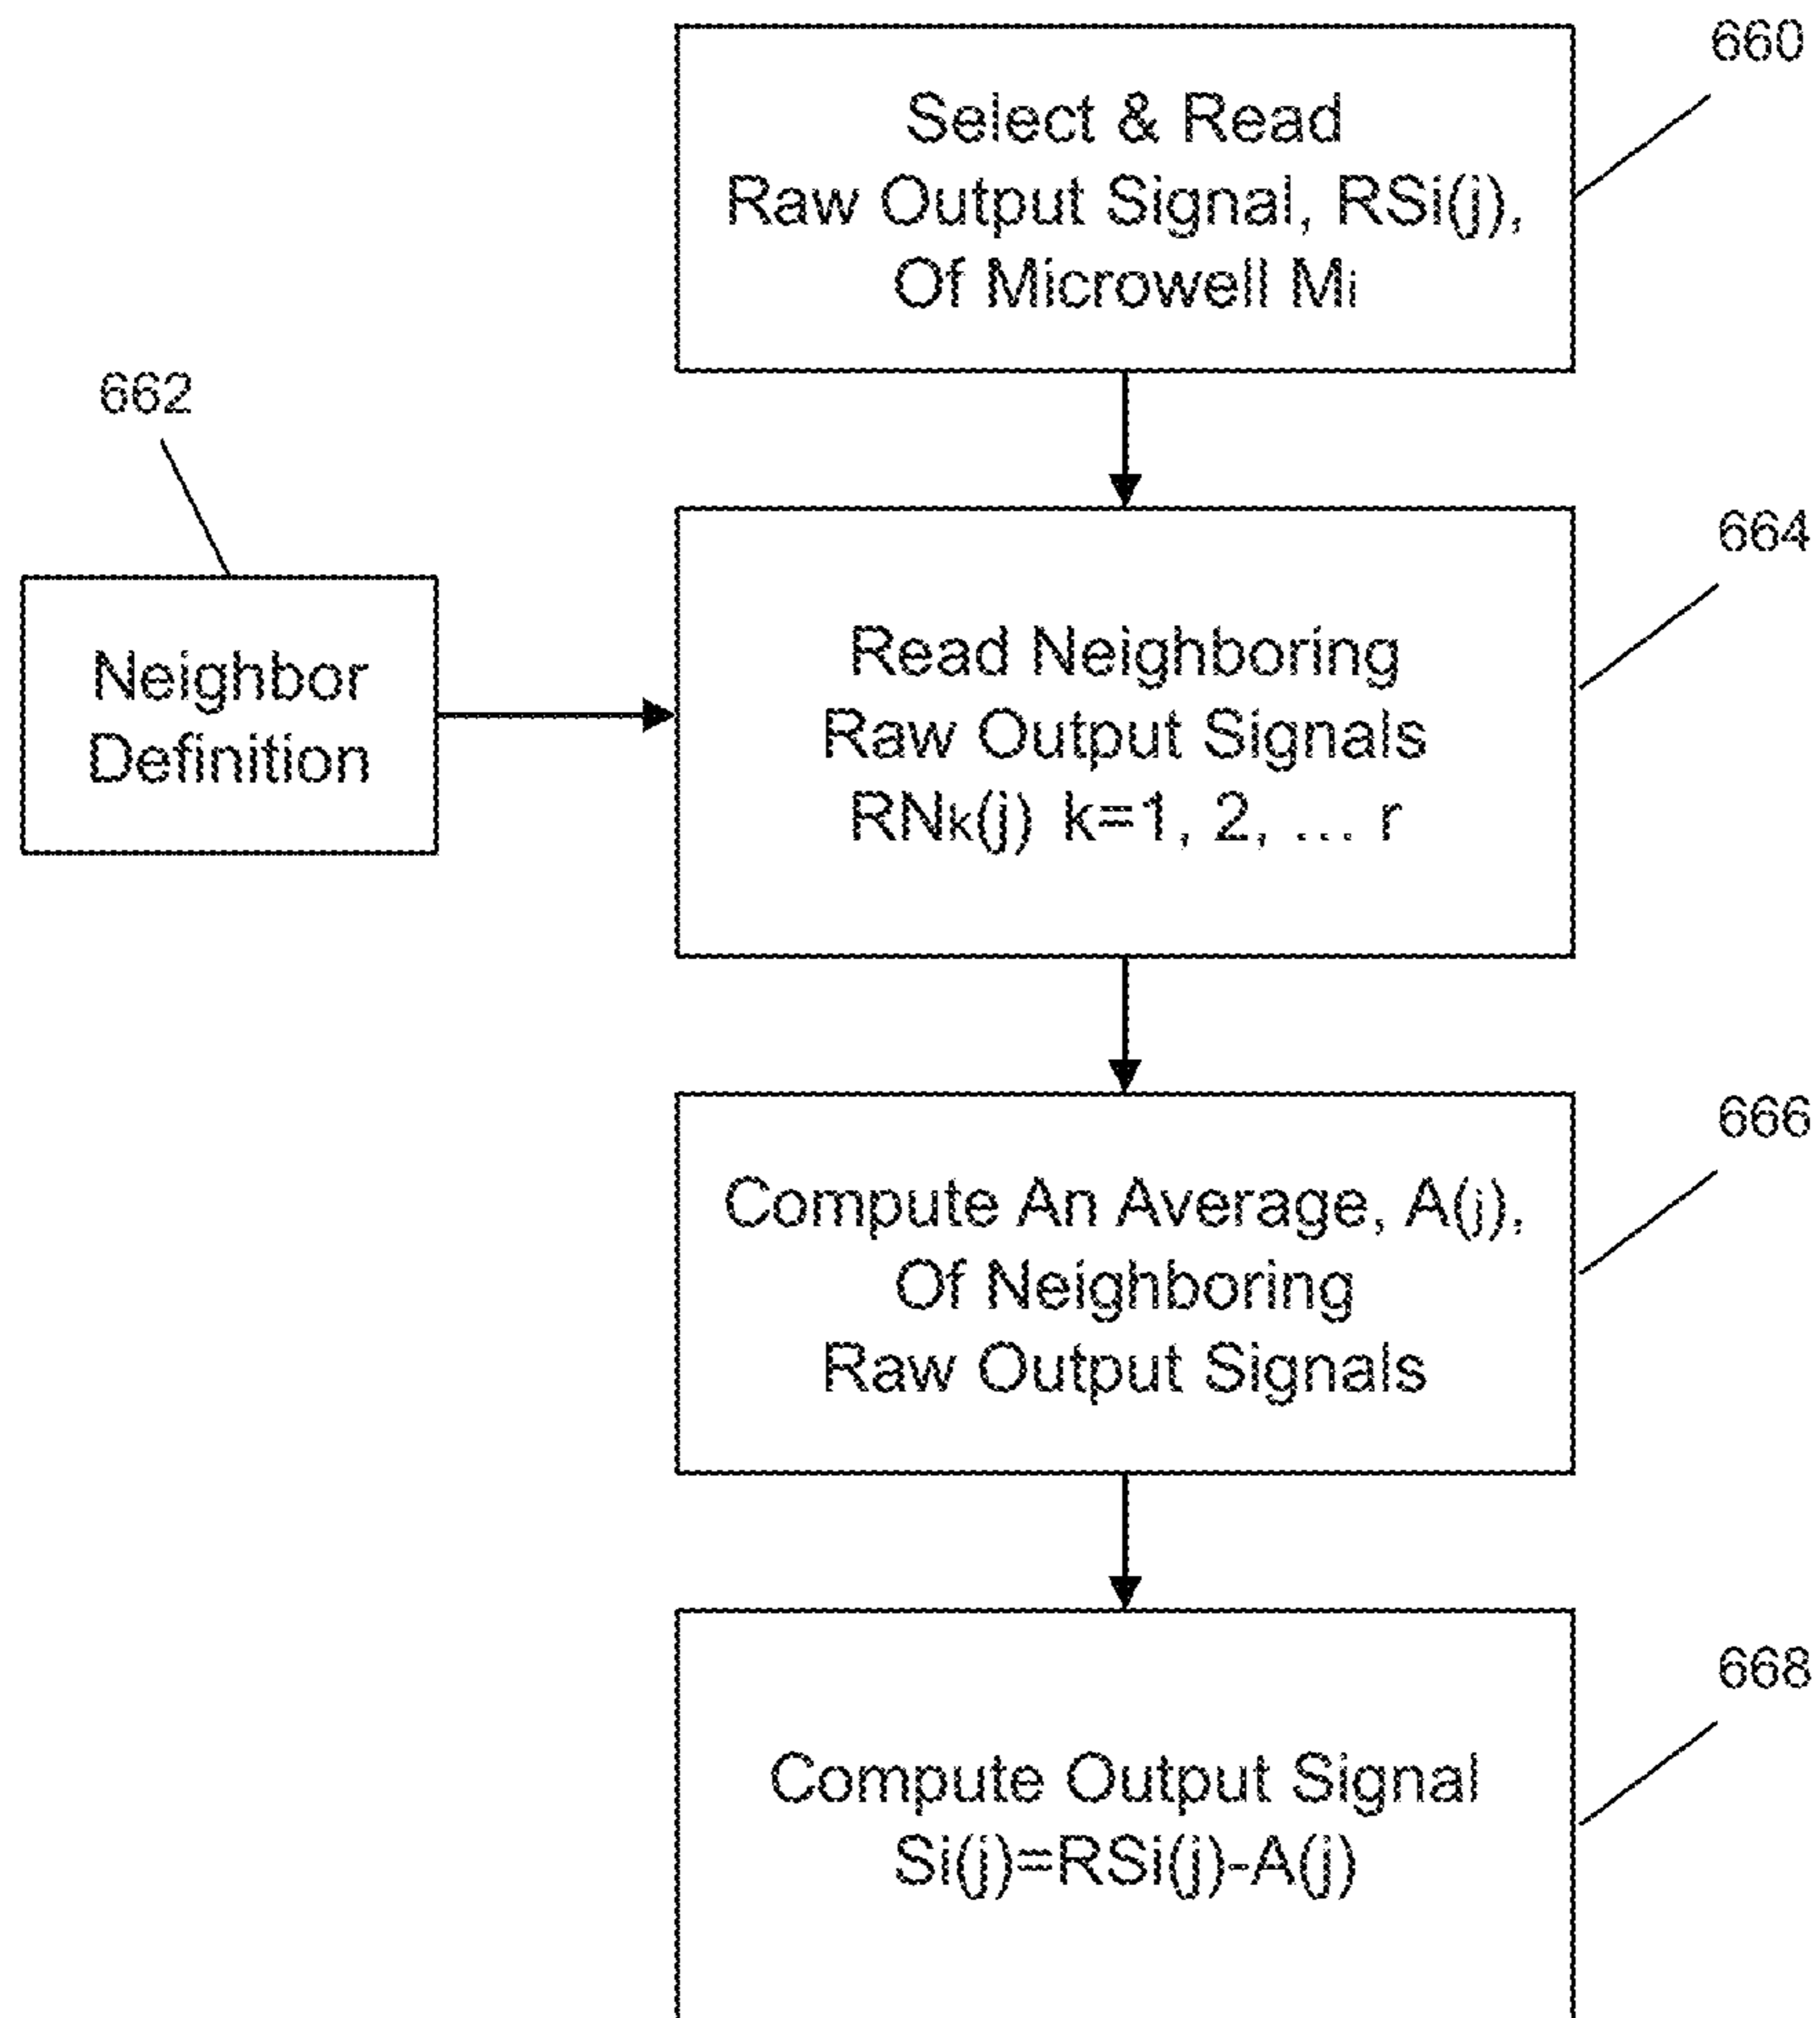 660
Select & Read
Raw Output Signal, RSi(j),
Of Microwell Mi
662
664
Neighbor
Definition
Read Neighboring
Raw Output Signals
RNk(j) k=1, 2, ... r
666
Compute An Average, A(j),
Of Neighboring
Raw Output Signals
668
Compute Output Signal
Si(j)=RSi(j)-A(j)